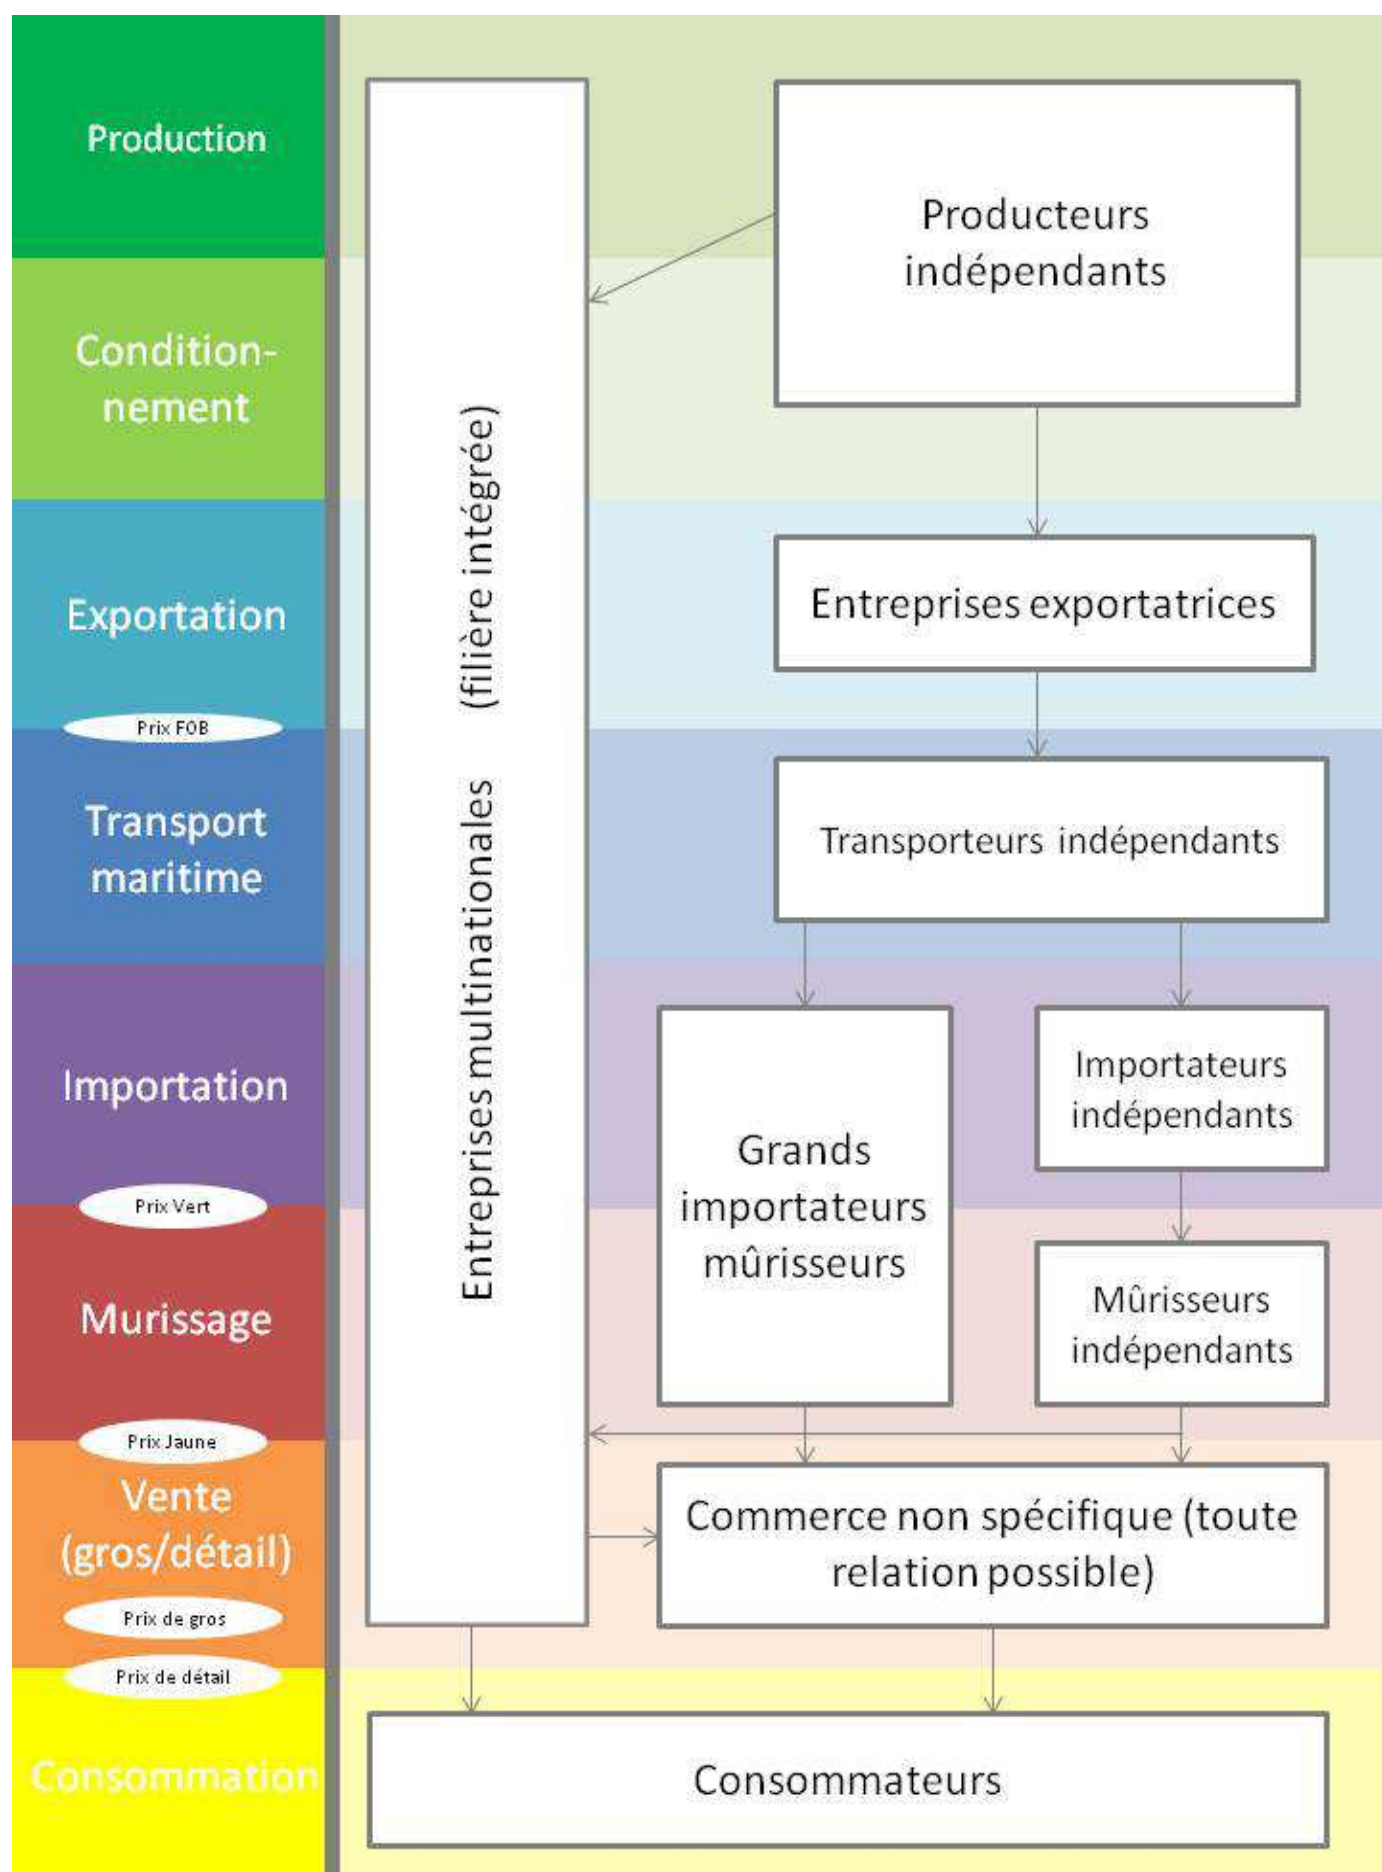 Production
Condition-
nement
Exportation
Prix FOB
Transport
maritime
Importation
Prix Vert
Murissage
Prix Jaune
Vente
(gros/détail)
Prix de gros
Prix de détail
Consommation
Entreprises multinationales (filière intégrée)
Producteurs
indépendants
Entreprises exportatrices
Transporteurs indépendants
Grands
importateurs
mûrisseurs
Importateurs
indépendants
Mûrisseurs
indépendants
Commerce non spécifique (toute
relation possible)
Consommateurs